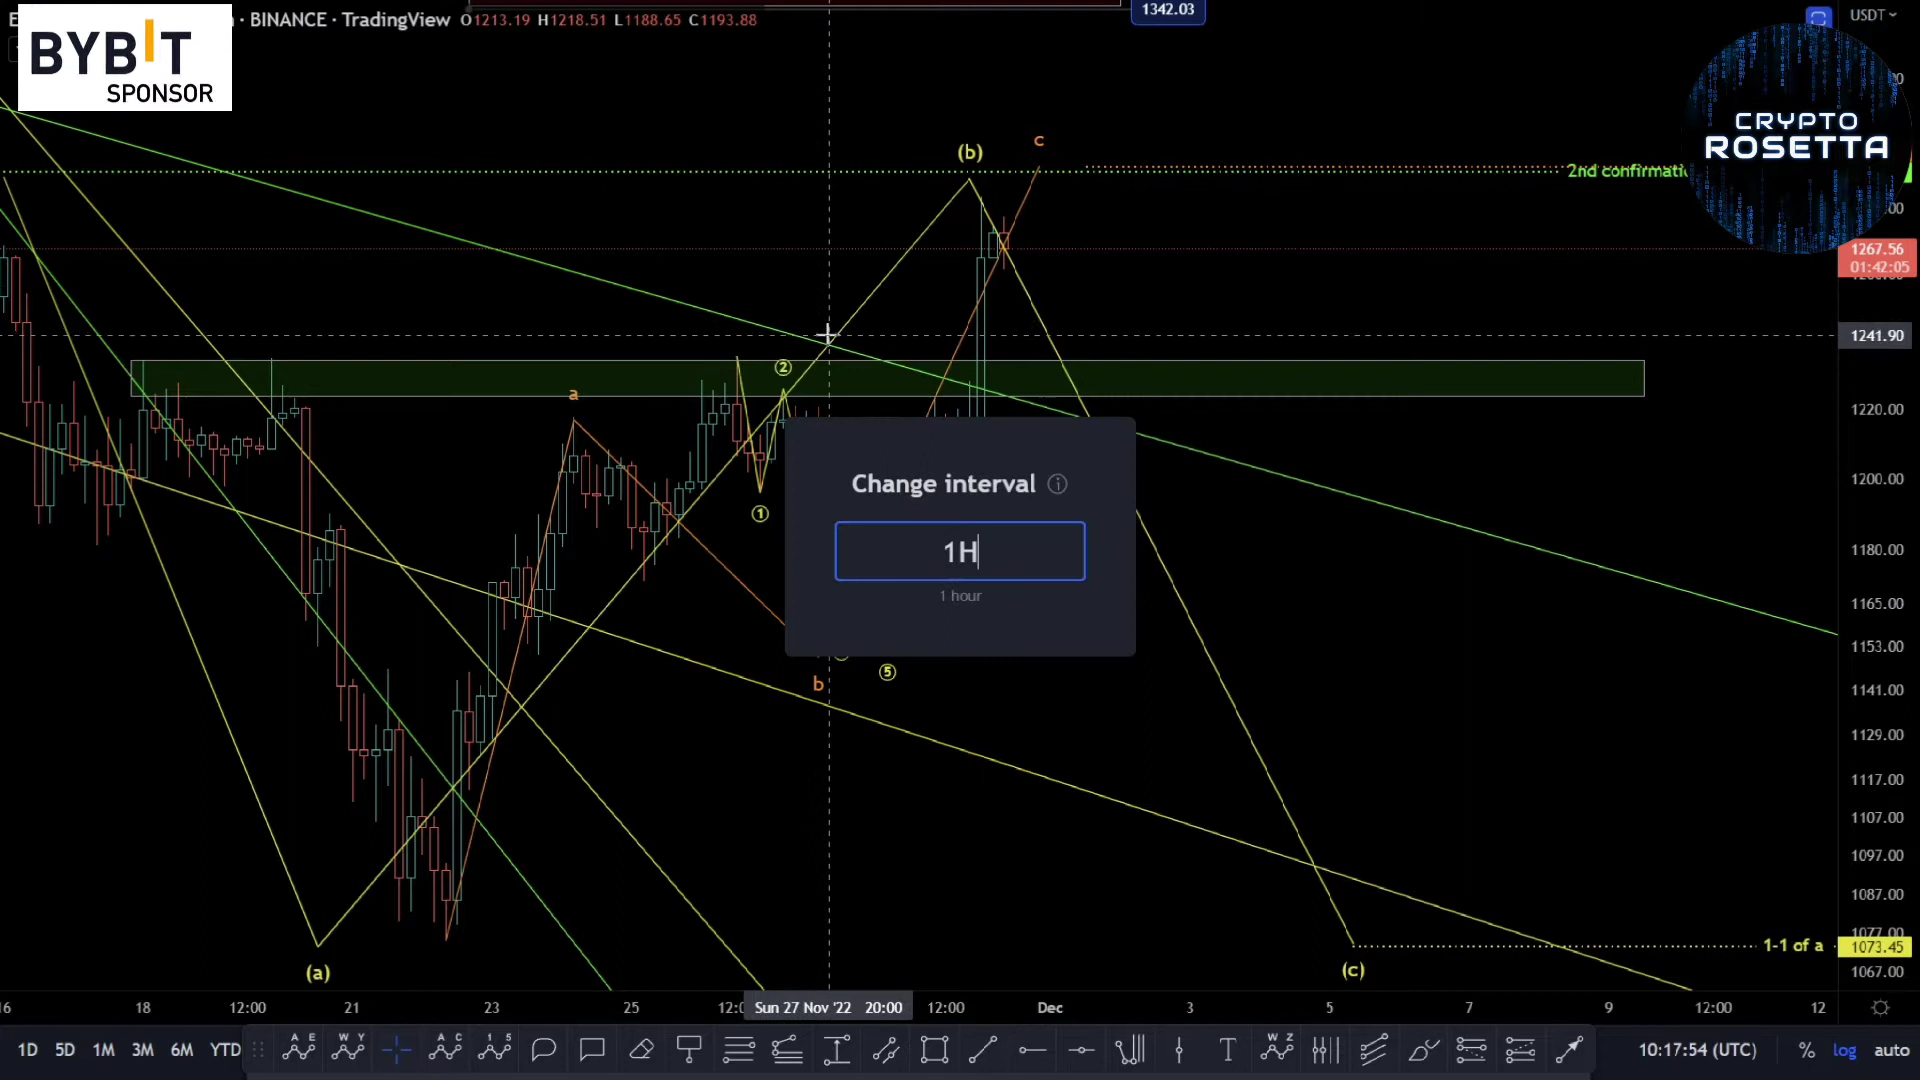 · BINANCE · TradingView O1213.19 H1218.51 L1188.65 C1193.88
1342.03
USDT
BYBIT
SPONSOR
CRYPTO
ROSETTA
(b)
c
2nd confirmati
1267.56
01:42:05
1241.90
a
2
1220.00
1200.00
Change interval
1
1H
1 hour
1180.00
1165.00
1153.00
5
b
1141.00
1129.00
1117.00
1107.00
1097.00
1087.00
1077.00
1-1 of a
1073.45
(a)
(c)
1067.00
18 12:00 21 23 25 Sun 27 Nov '22 20:00 12:00 Dec 3 5 7 9 12:00 12
1D 5D 1M 3M 6M YTD
A E
W Y
A C
1 5
T
W Z
10:17:54 (UTC)
% log auto